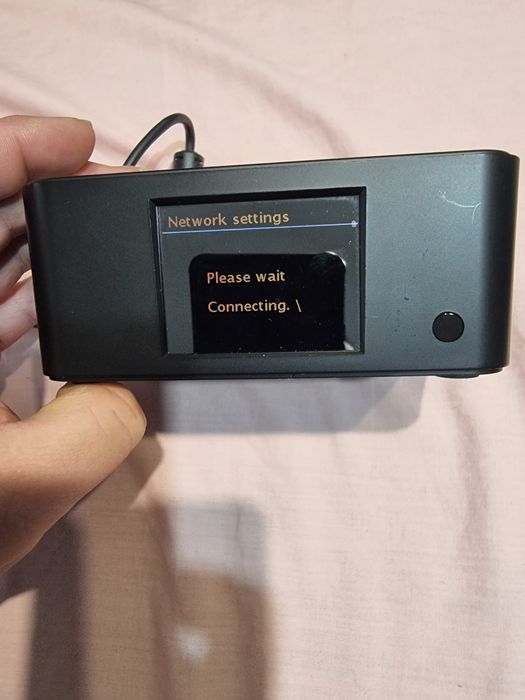 Network settings
Please wait
Connecting. \